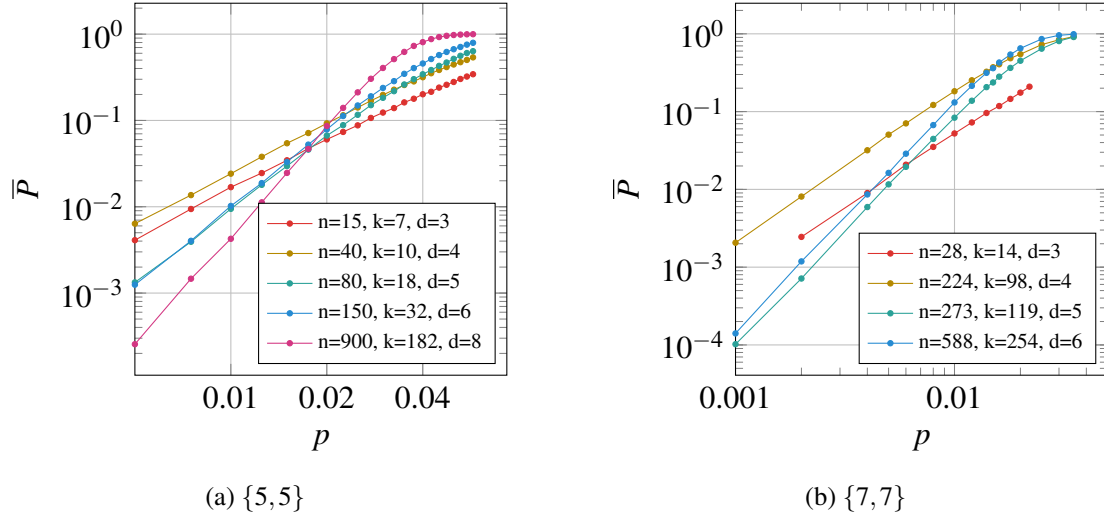 10^0
10^{-1}
10^{-2}
10^{-3}
\overline{P}
n=15, k=7, d=3
n=40, k=10, d=4
n=80, k=18, d=5
n=150, k=32, d=6
n=900, k=182, d=8
0.01
0.02
0.04
p
(a) {5,5}
10^0
10^{-1}
10^{-2}
10^{-3}
10^{-4}
\overline{P}
n=28, k=14, d=3
n=224, k=98, d=4
n=273, k=119, d=5
n=588, k=254, d=6
0.001
0.01
p
(b) {7,7}